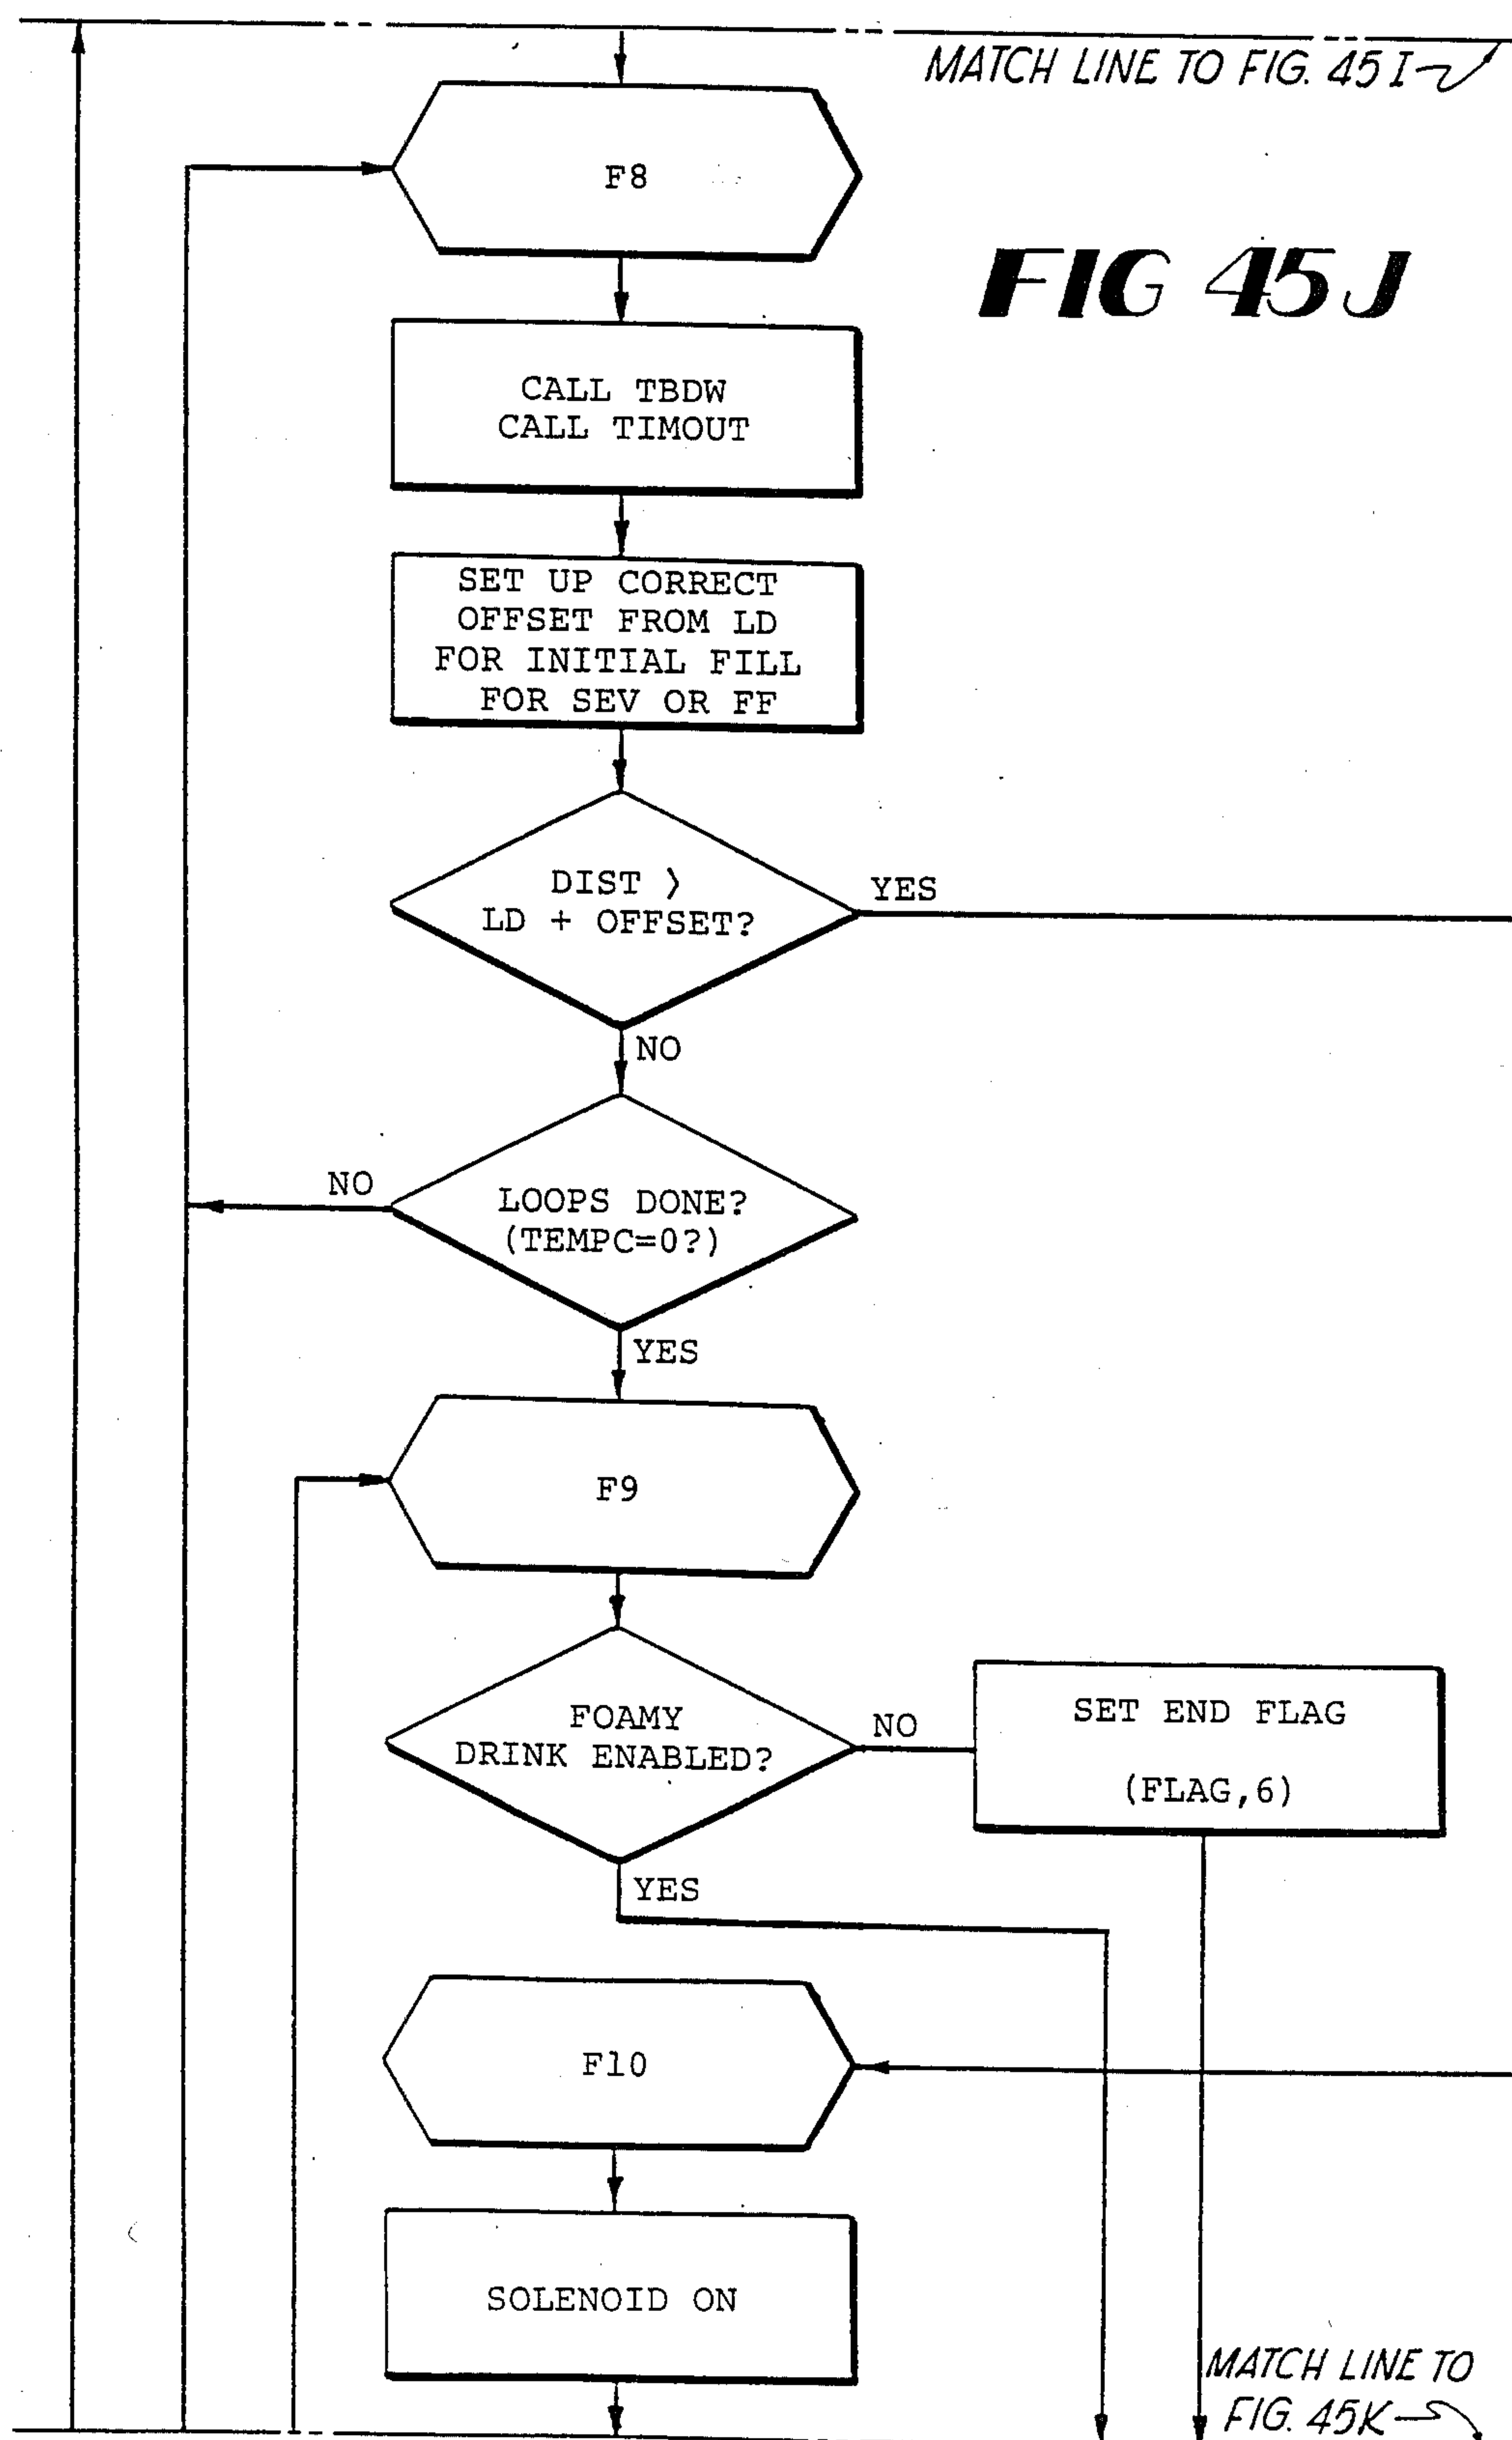 MATCH LINE TO FIG. 45I
F8
FIG 45J
CALL TBDW
CALL TIMOUT
SET UP CORRECT
OFFSET FROM LD
FOR INITIAL FILL
FOR SEV OR FF
DIST >
LD + OFFSET?
YES
NO
LOOPS DONE?
(TEMPC=0?)
NO
YES
F9
FOAMY
DRINK ENABLED?
NO
SET END FLAG
(FLAG,6)
YES
F10
SOLENOID ON
MATCH LINE TO
FIG. 45K